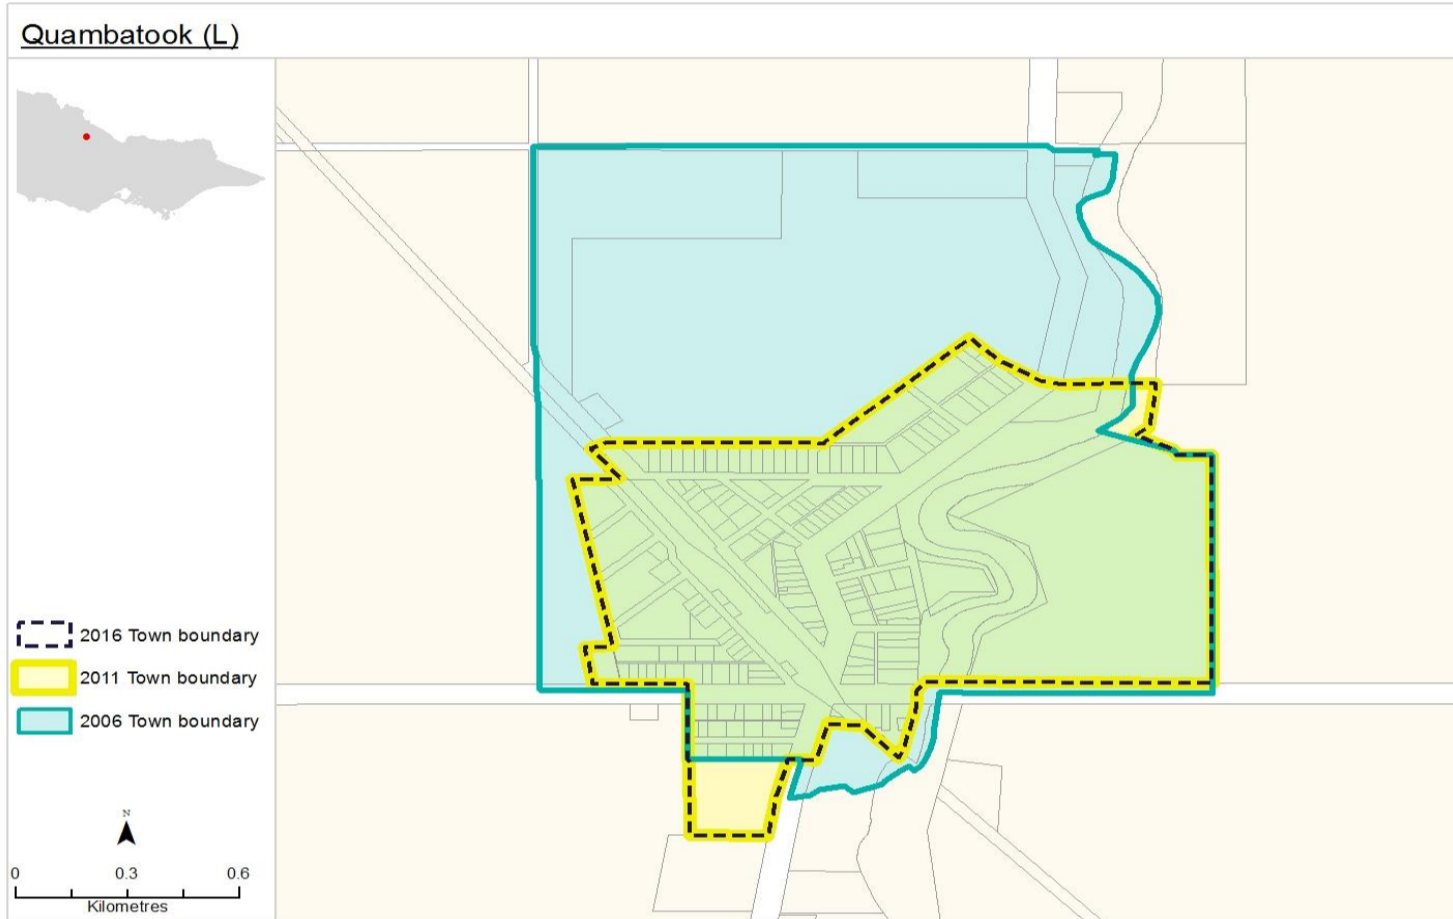 Quambatook (L)
2016 Town boundary
2011 Town boundary
2006 Town boundary
N
0 0.3 0.6
Kilometres